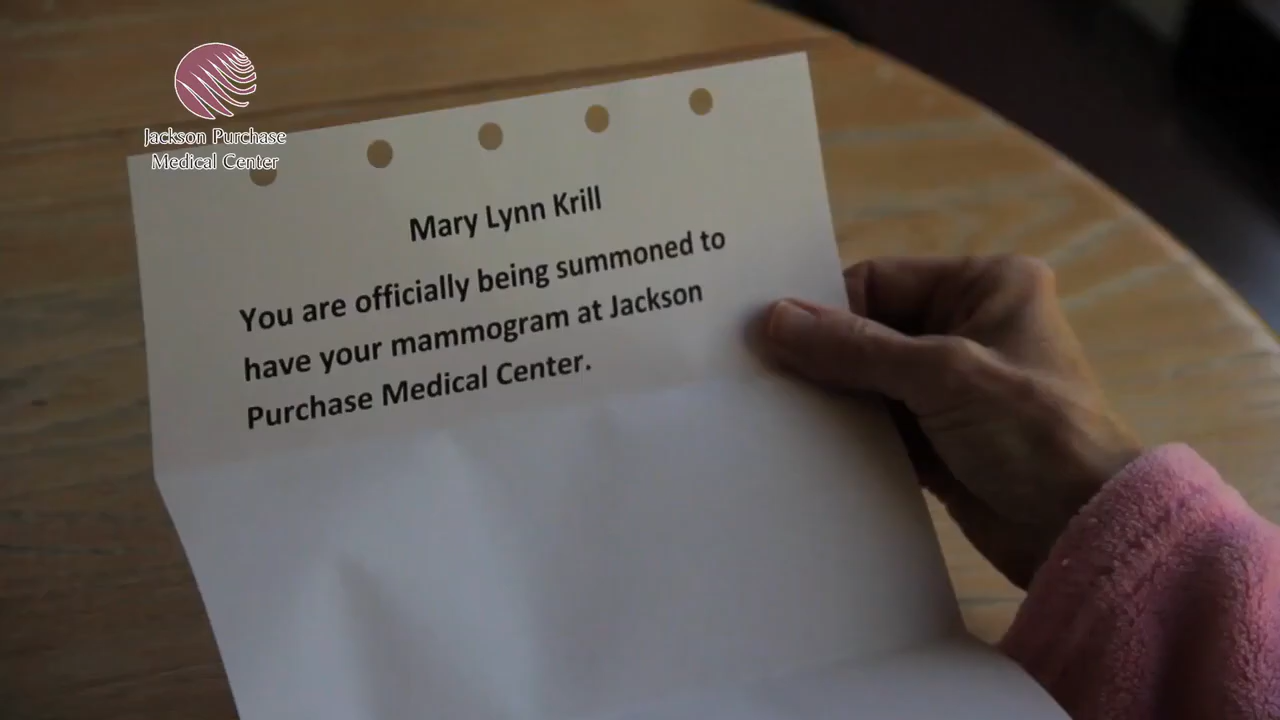 Jackson Purchase
Medical Center
Mary Lynn Krill
You are officially being summoned to
have your mammogram at Jackson
Purchase Medical Center.